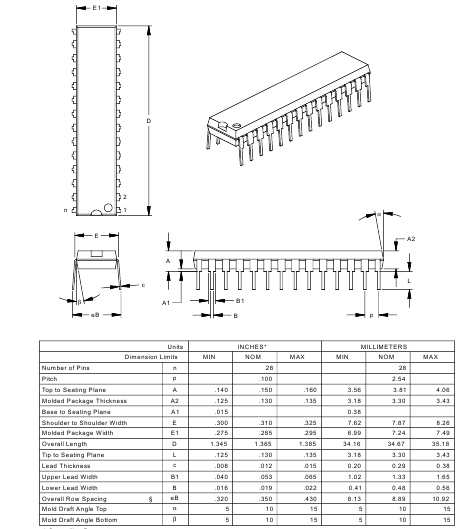 E1
D
2
n 1
α
E
A
A2
c
L
A1
B1
β
eB
B
p
Units INCHES* MILLIMETERS
Dimension Limits MIN NOM MAX MIN NOM MAX
Number of Pins n 28 28
Pitch p .100 2.54
Top to Seating Plane A .140 .150 .160 3.56 3.81 4.06
Molded Package Thickness A2 .125 .130 .135 3.18 3.30 3.43
Base to Seating Plane A1 .015 0.38
Shoulder to Shoulder Width E .300 .310 .325 7.62 7.87 8.26
Molded Package Width E1 .275 .285 .295 6.99 7.24 7.49
Overall Length D 1.345 1.365 1.385 34.16 34.67 35.18
Tip to Seating Plane L .125 .130 .135 3.18 3.30 3.43
Lead Thickness c .008 .012 .015 0.20 0.29 0.38
Upper Lead Width B1 .040 .053 .065 1.02 1.33 1.65
Lower Lead Width B .016 .019 .022 0.41 0.48 0.56
Overall Row Spacing § eB .320 .350 .430 8.13 8.89 10.92
Mold Draft Angle Top α 5 10 15 5 10 15
Mold Draft Angle Bottom β 5 10 15 5 10 15